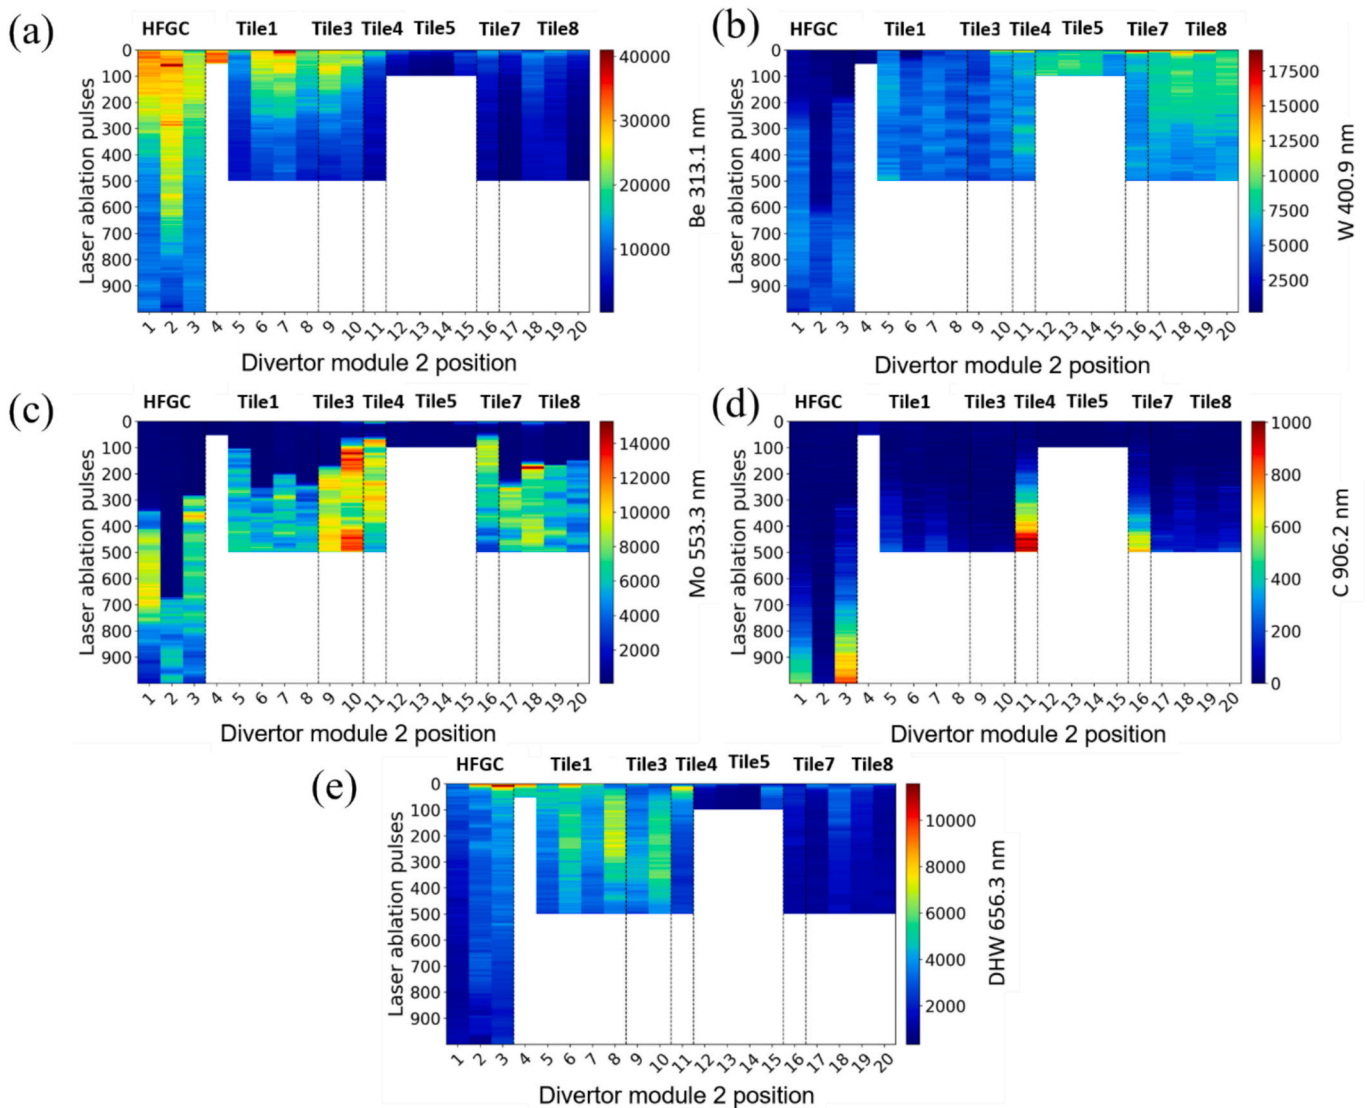 (a)
HFGC Tile1 Tile3 Tile4 Tile5 Tile7 Tile8
0
100
200
300
400
500
600
700
800
900
Laser ablation pulses
1 2 3 4 5 6 7 8 9 10 11 12 13 14 15 16 17 18 19 20
Divertor module 2 position
40000
30000
20000
10000
Be 313.1 nm
(b)
HFGC Tile1 Tile3 Tile4 Tile5 Tile7 Tile8
0
100
200
300
400
500
600
700
800
900
Laser ablation pulses
1 2 3 4 5 6 7 8 9 10 11 12 13 14 15 16 17 18 19 20
Divertor module 2 position
17500
15000
12500
10000
7500
5000
2500
W 400.9 nm
(c)
HFGC Tile1 Tile3 Tile4 Tile5 Tile7 Tile8
0
100
200
300
400
500
600
700
800
900
Laser ablation pulses
1 2 3 4 5 6 7 8 9 10 11 12 13 14 15 16 17 18 19 20
Divertor module 2 position
14000
12000
10000
8000
6000
4000
2000
Mo 553.3 nm
(d)
HFGC Tile1 Tile3 Tile4 Tile5 Tile7 Tile8
0
100
200
300
400
500
600
700
800
900
Laser ablation pulses
1 2 3 4 5 6 7 8 9 10 11 12 13 14 15 16 17 18 19 20
Divertor module 2 position
1000
800
600
400
200
0
C 906.2 nm
(e)
HFGC Tile1 Tile3 Tile4 Tile5 Tile7 Tile8
0
100
200
300
400
500
600
700
800
900
Laser ablation pulses
1 2 3 4 5 6 7 8 9 10 11 12 13 14 15 16 17 18 19 20
Divertor module 2 position
10000
8000
6000
4000
2000
DHW 656.3 nm